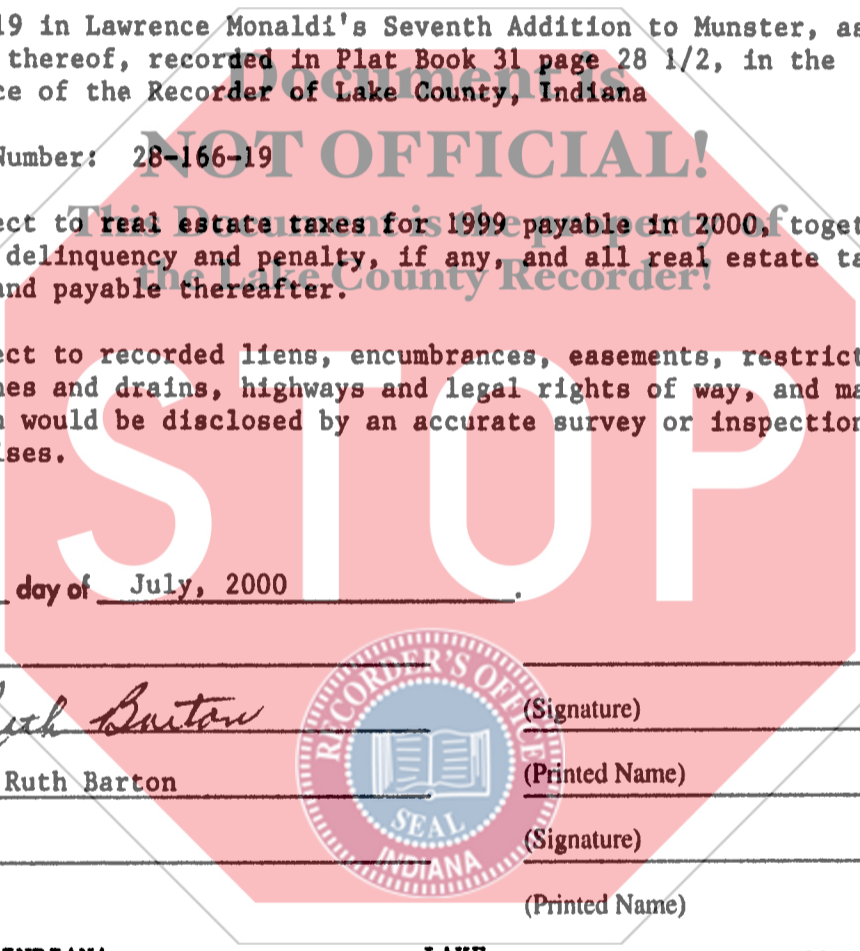 19 in Lawrence Monaldi's Seventh Addition to Munster, as
thereof, recorded in Plat Book 31 page 28 1/2, in the
Document is
ce of the Recorder of Lake County, Indiana
NOT OFFICIAL!
Number: 28-166-19
This Document is the property of
ect to real estate taxes for 1999 payable in 2000, toget
delinquency and penalty, if any, and all real estate ta
the Lake County Recorder!
and payable thereafter.
ect to recorded liens, encumbrances, easements, restrict
nes and drains, highways and legal rights of way, and ma
h would be disclosed by an accurate survey or inspection
ises.
STOP
day of July, 2000.
RECORDER'S OFFICE
uth Barton
(Signature)
Ruth Barton
(Printed Name)
SEAL
(Signature)
INDIANA
(Printed Name)
INDIANA LAKE